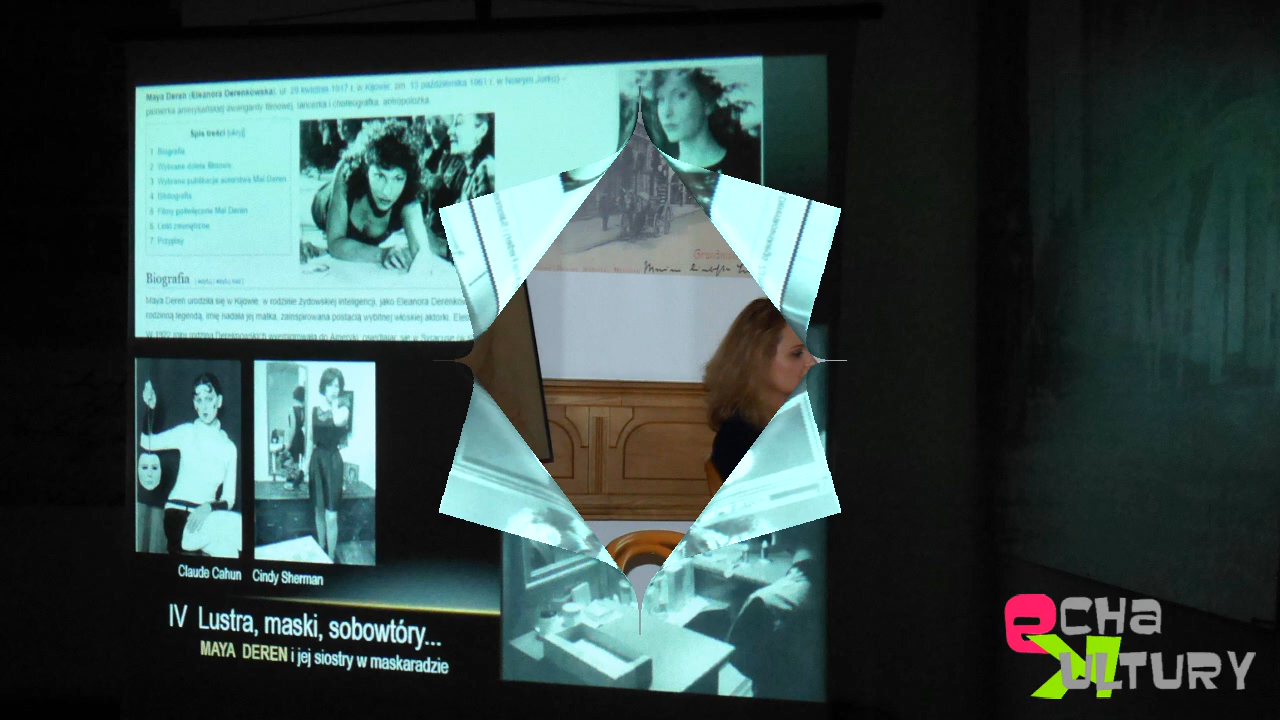 Maya Deren (Eleanora Derenkowska), ur. 29 kwietnia 1917 r. w Kijowie, zm. 13 października 1961 r. w Nowym Jorku) –
pionierka amerykańskiej awangardy filmowej, tancerka i choreografka, antropolożka.
Spis treści [ukryj]
1 Biografia
2 Wybrane dzieła filmowe
3 Wybrane publikacje autorstwa Mai Deren
4 Bibliografia
5 Filmy poświęcone Mai Deren
6 Linki zewnętrzne
7 Przypisy
Biografia
Maya Deren urodziła się w Kijowie, w rodzinie żydowskiej inteligencji, jako Eleanora
rodzinną legendą, imię nadała jej matka, zainspirowana postacią wybitnej włoskiej aktorki,
W 1922 roku rodzina
Claude Cahun Cindy Sherman
IV Lustra, maski, sobowtóry...
MAYA DEREN i jej siostry w maskaradzie
eCHa
KULTURY